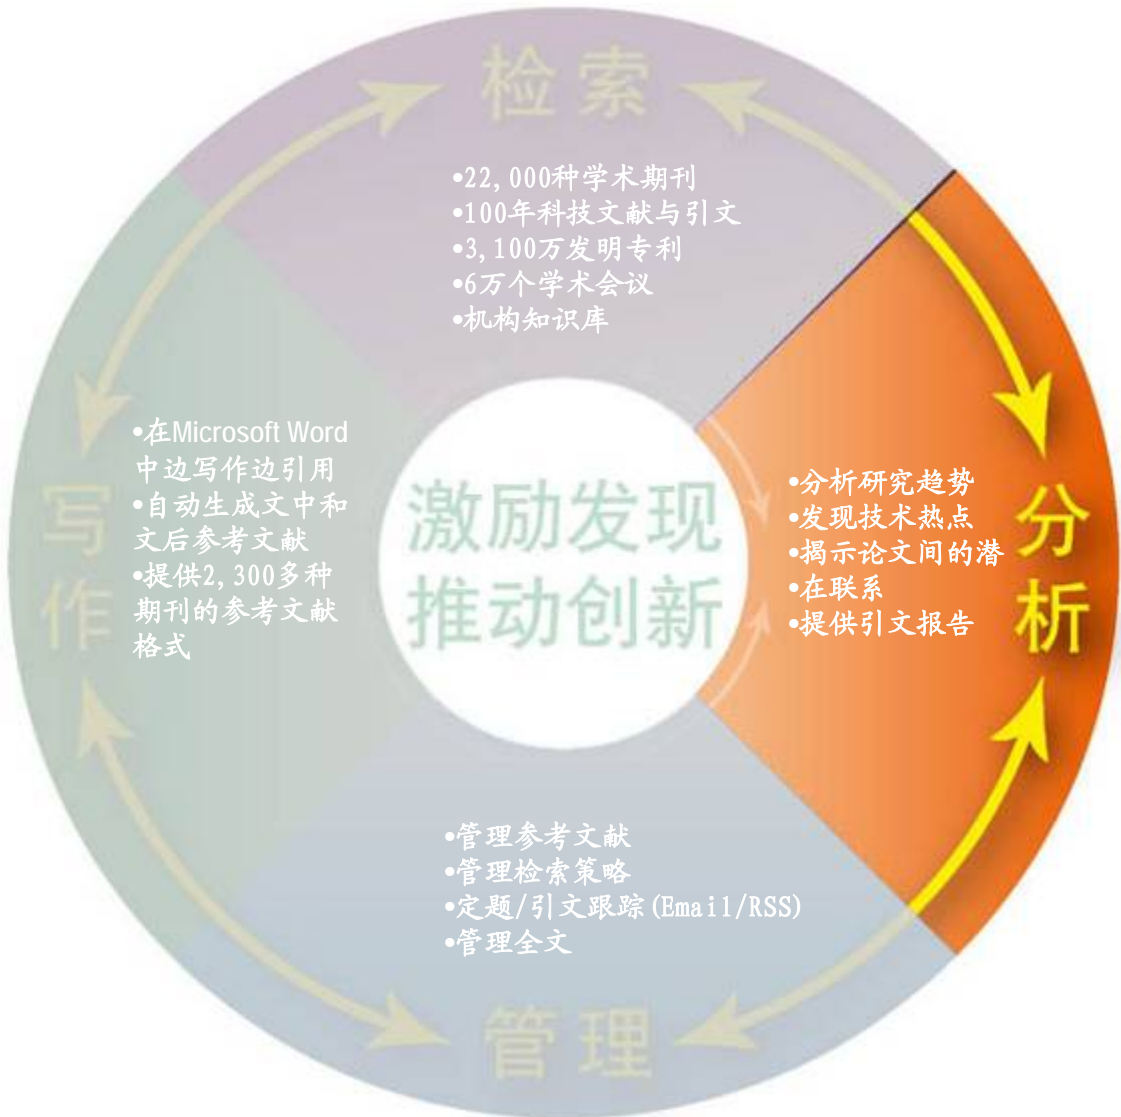 检索
•22,000种学术期刊
•100年科技文献与引文
•3,100万发明专利
•6万个学术会议
•机构知识库
写
作
•在Microsoft Word
中边写作边引用
•自动生成文中和
文后参考文献
•提供2,300多种
期刊的参考文献
格式
激励发现
推动创新
•分析研究趋势
•发现技术热点
•揭示论文间的潜
•在联系
•提供引文报告
分
析
•管理参考文献
•管理检索策略
•定题/引文跟踪(Email/RSS)
•管理全文
管理